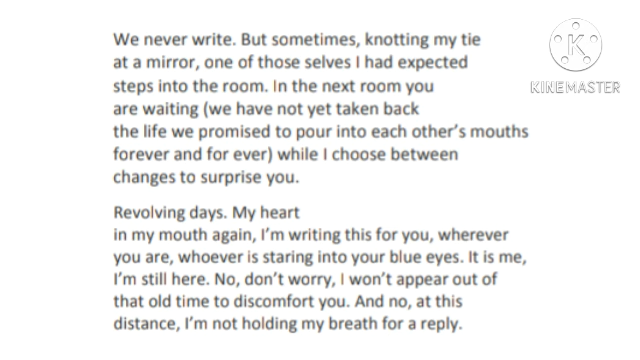 We never write. But sometimes, knotting my tie
at a mirror, one of those selves I had expected
steps into the room. In the next room you
are waiting (we have not yet taken back
the life we promised to pour into each other's mouths
forever and for ever) while I choose between
changes to surprise you.
Revolving days. My heart
in my mouth again, I'm writing this for you, wherever
you are, whoever is staring into your blue eyes. It is me,
I'm still here. No, don't worry, I won't appear out of
that old time to discomfort you. And no, at this
distance, I'm not holding my breath for a reply.
K
KINEMASTER